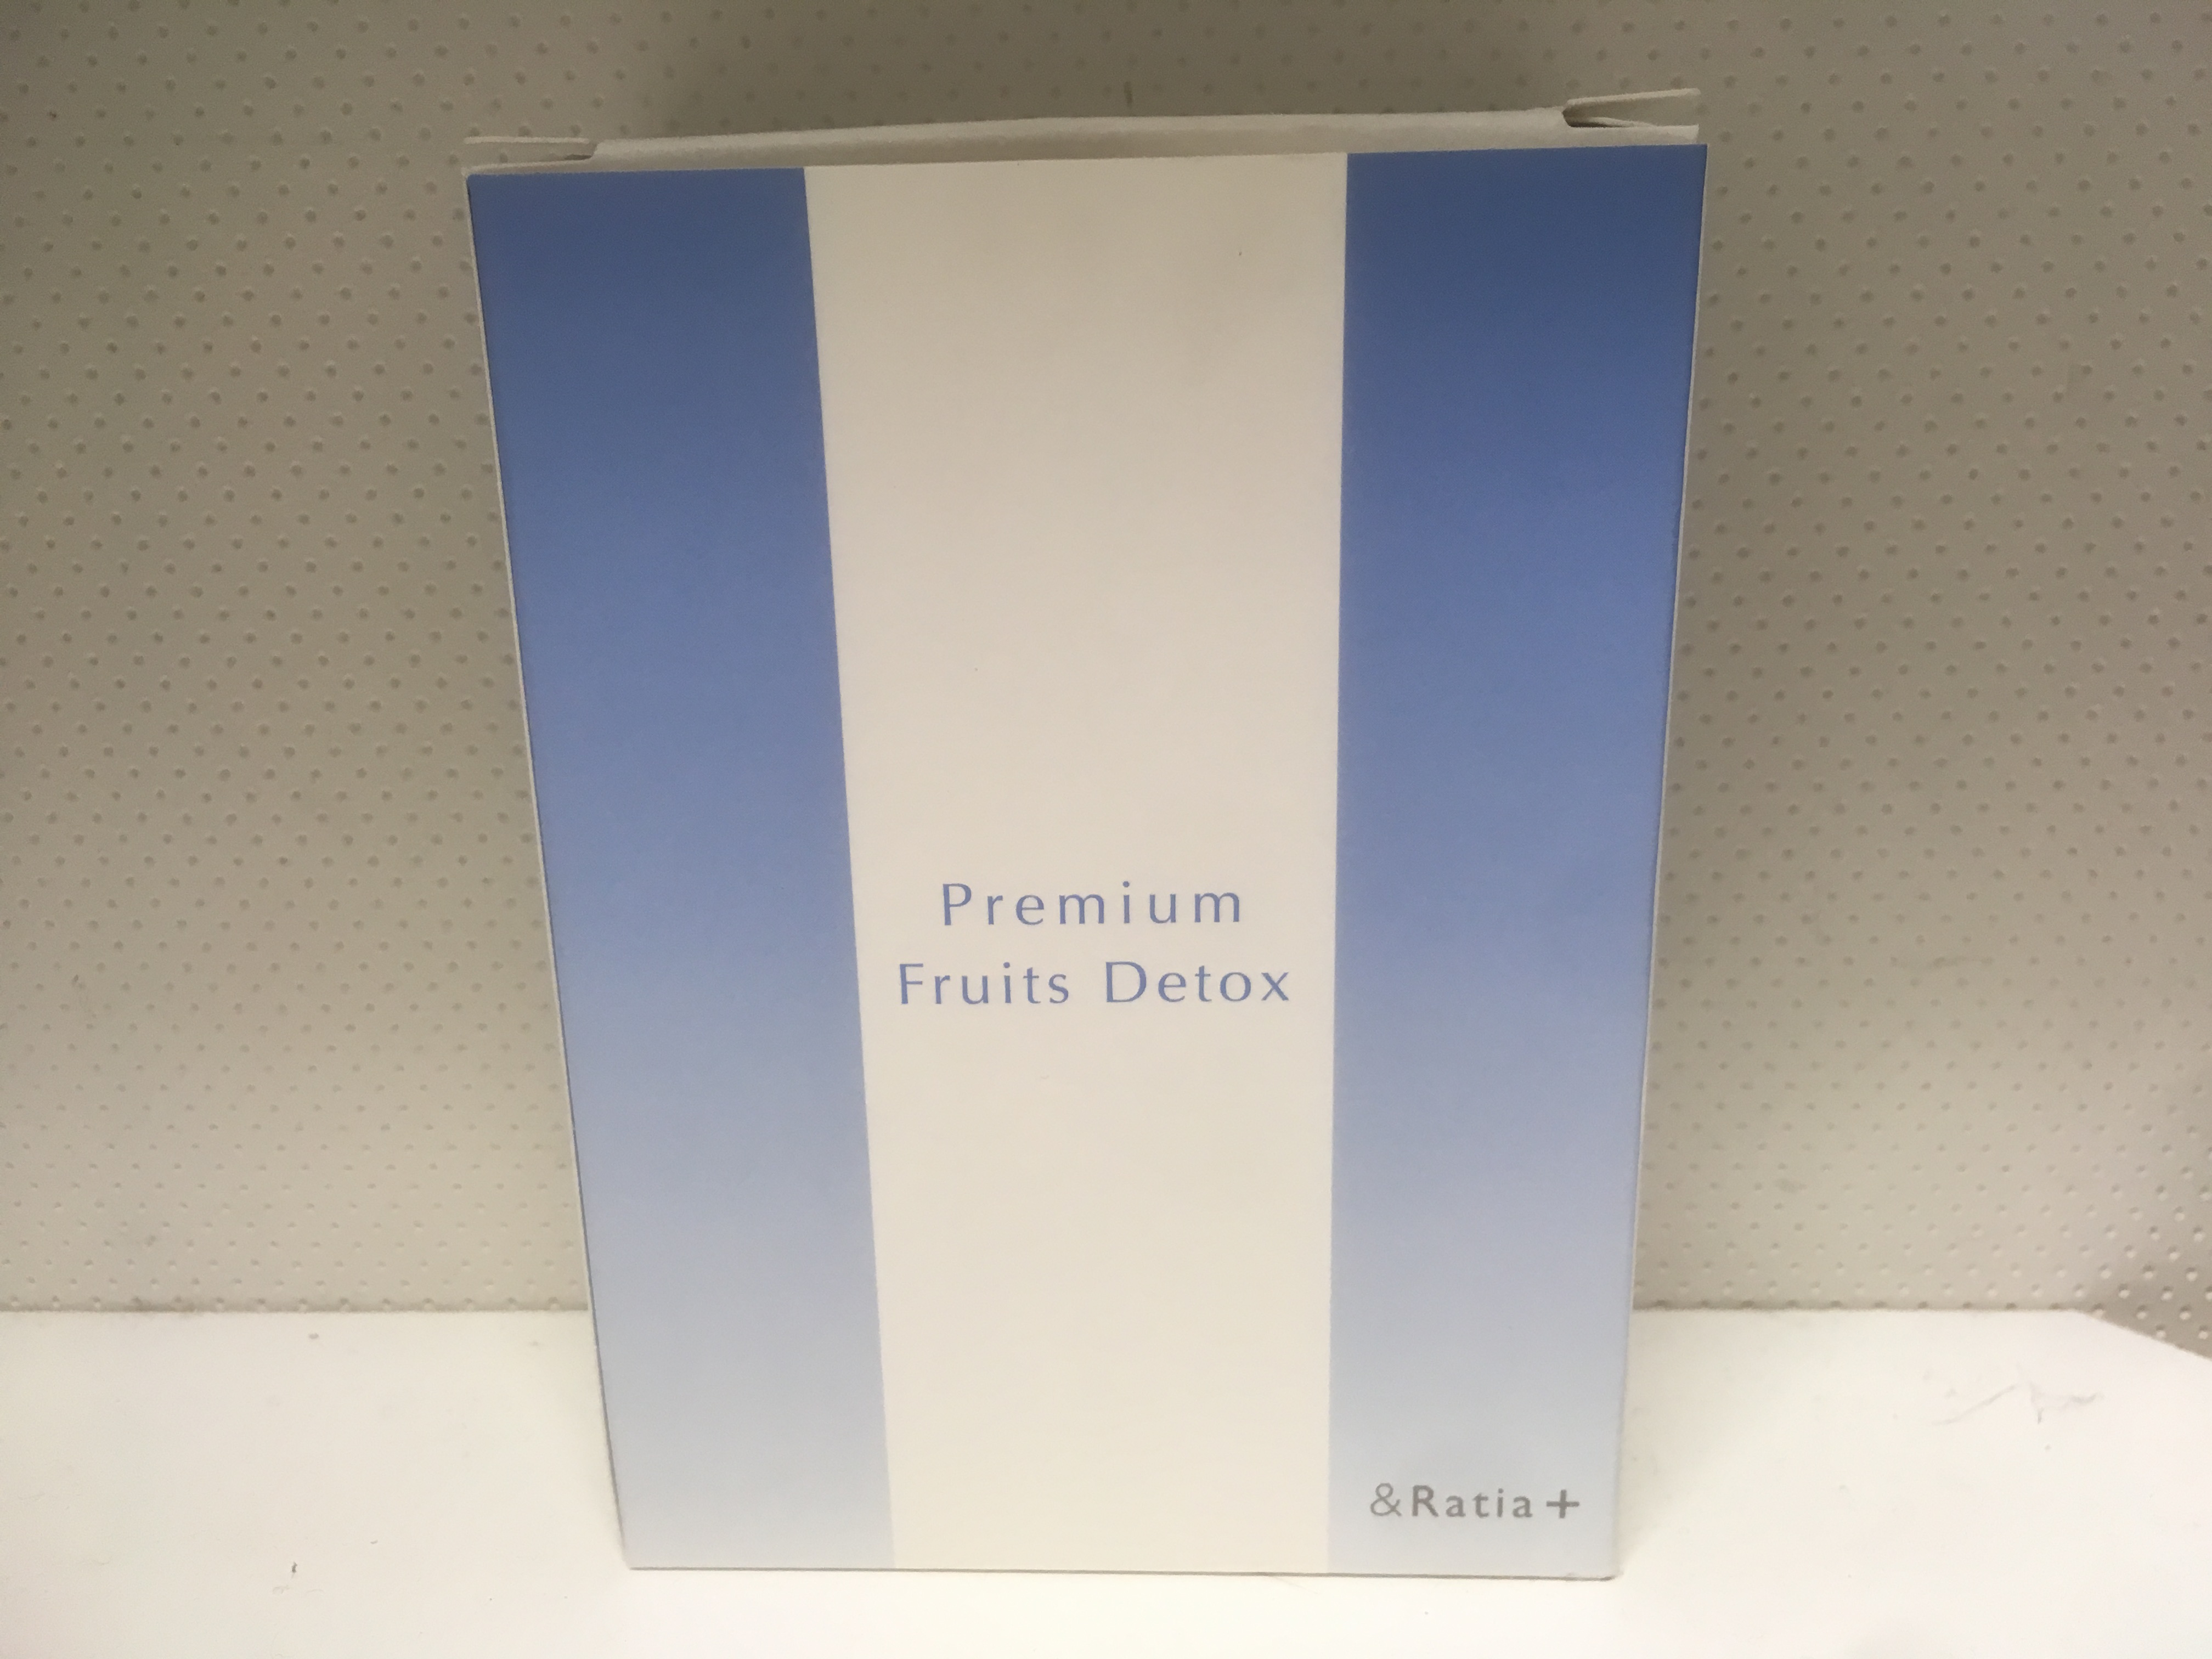 Premium
Fruits Detox
&Ratia+